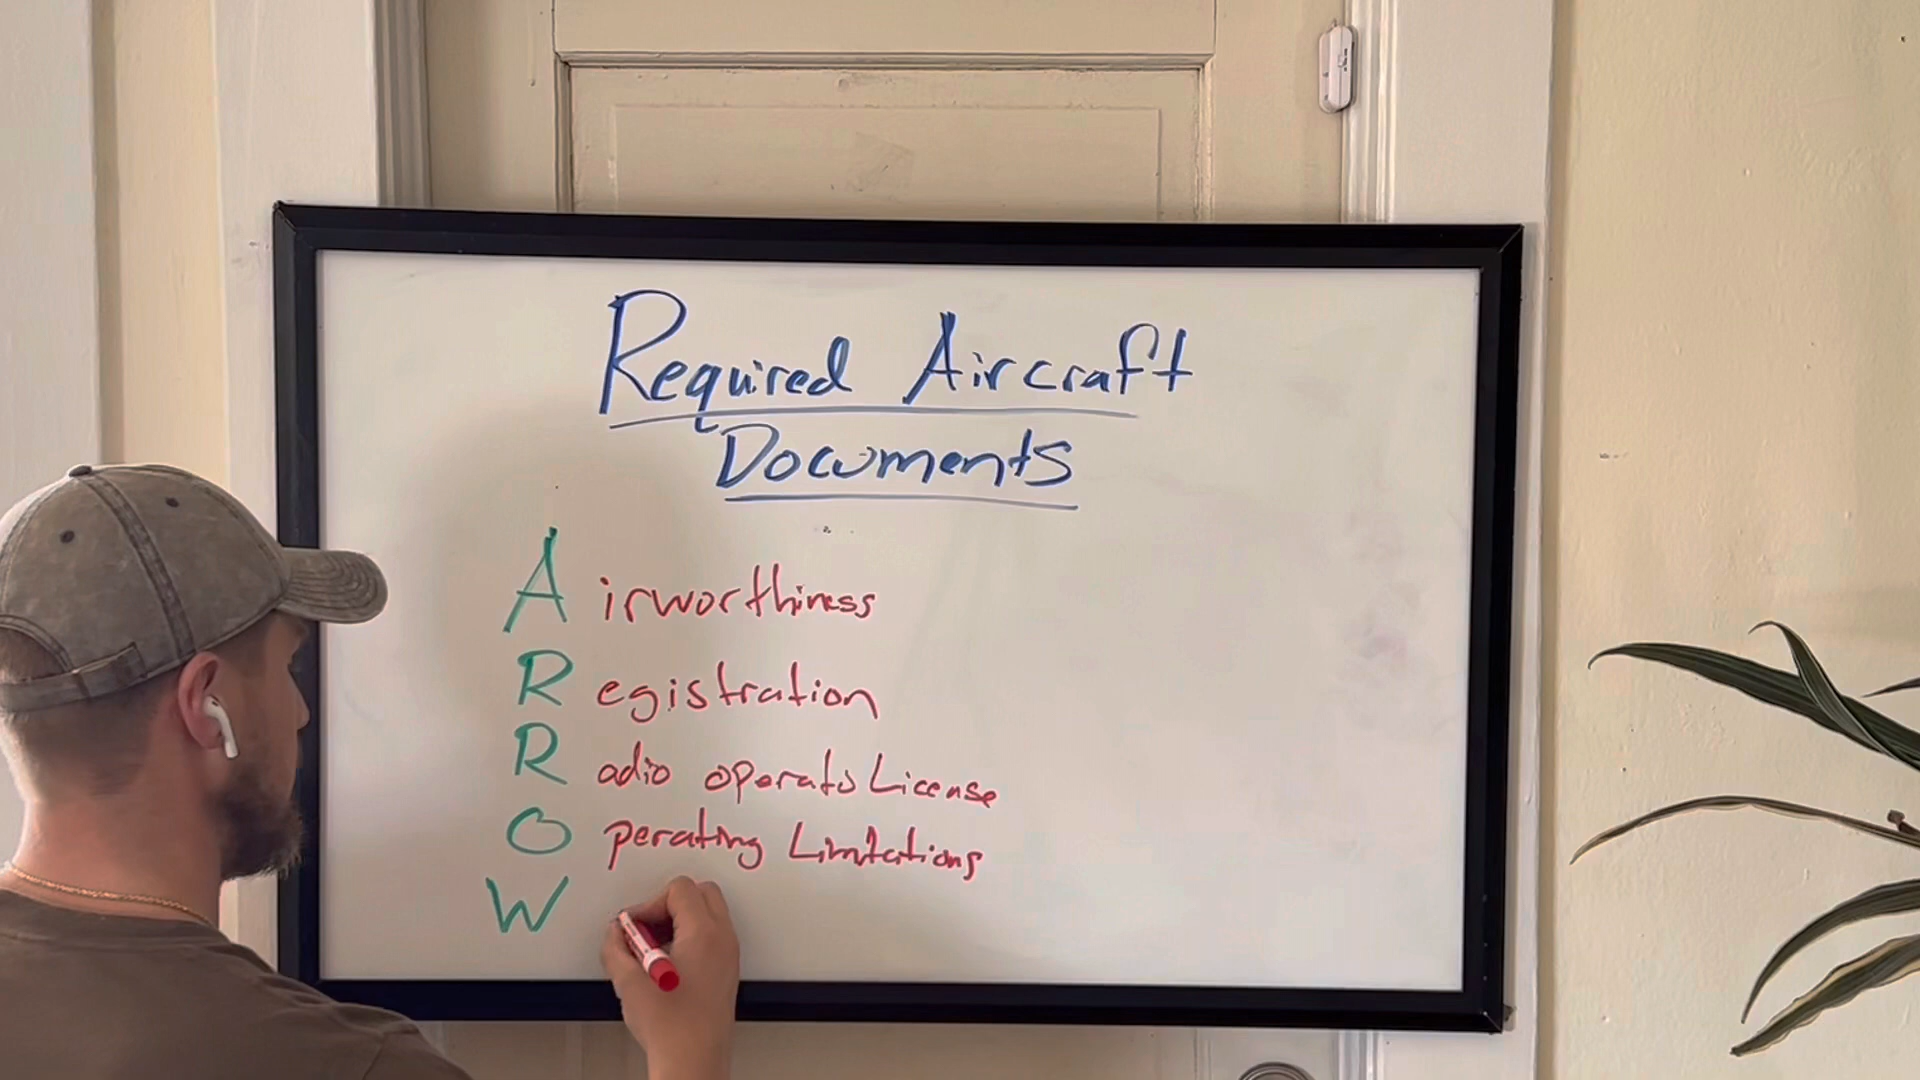 Required Aircraft
Documents
A irworthiness
R egistration
R adio operato License
O perating Limitations
W